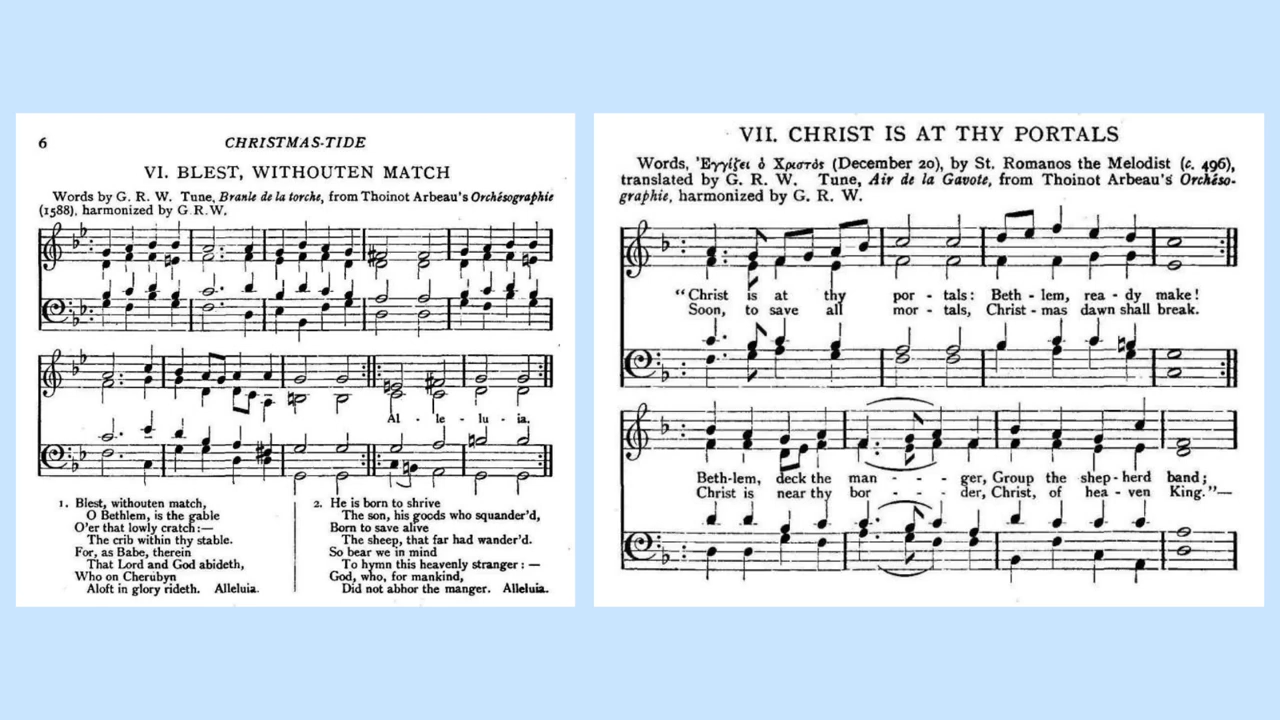 6
CHRISTMAS-TIDE
VI. BLEST, WITHOUTEN MATCH
Words by G. R. W. Tune, Branle de la torche, from Thoinot Arbeau's Orchésographie
(1588), harmonized by G.R.W.
Al - le - lu - ia.
1. Blest, withouten match,
O Bethlem, is the gable
O'er that lowly cratch:—
The crib within thy stable.
For, as Babe, therein
That Lord and God abideth,
Who on Cherubyn
Aloft in glory rideth. Alleluia.
2. He is born to shrive
The son, his goods who squander'd,
Born to save alive
The sheep, that far had wander'd.
So bear we in mind
To hymn this heavenly stranger:—
God, who, for mankind,
Did not abhor the manger. Alleluia.
VII. CHRIST IS AT THY PORTALS
Words, Ἐγγίζει ὁ Χριστὸς (December 20), by St. Romanos the Melodist (c. 496),
translated by G. R. W. Tune, Air de la Gavote, from Thoinot Arbeau's Orchéso-
graphie, harmonized by G. R. W.
"Christ is at thy por - tals: Beth - lem, rea - dy make!
Soon, to save all mor - tals, Christ - mas dawn shall break.
Beth-lem, deck the man - - - ger, Group the shep - herd band;
Christ is near thy bor - - - der, Christ, of hea - ven King."—